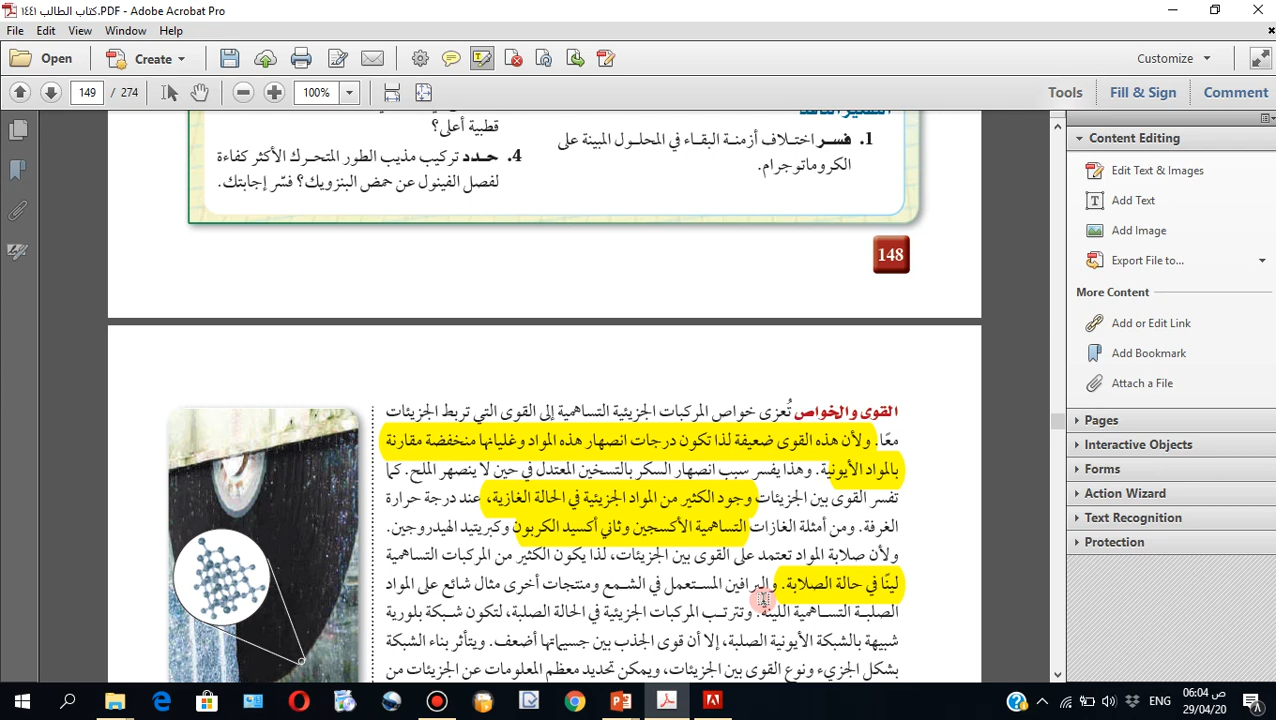 كتاب الطالب ١٤٤١.PDF - Adobe Acrobat Pro
File Edit View Window Help
Open Create Customize
149 / 274 100% Tools Fill & Sign Comment
قطبية أعلى؟
4. حـدد تركيب مذيب الطور المتحرك الأكثر كفاءة
لفصل الفينول عن حمض البنزويك؟ فسّر إجابتك.
1. فسـر اختـلاف أزمنـة البقـاء في المحلـول المبينة على
الكروماتوجرام.
148
القوى والخواص تُعزى خواص المركبات الجزيئية التساهمية إلى القوى التي تربط الجزيئات
معًا. ولأن هذه القوى ضعيفة لذا تكون درجات انصهار هذه المواد وغليانها منخفضة مقارنة
بالمواد الأيونية. وهذا يفسر سبب انصهار السكر بالتسخين المعتدل في حين لا ينصهر الملح. كما
تفسر القوى بين الجزيئات وجود الكثير من المواد الجزيئية في الحالة الغازية، عند درجة حرارة
الغرفة. ومن أمثلة الغازات التساهمية الأكسجين وثاني أكسيد الكربون وكبريتيد الهيدروجين.
ولأن صلابة المواد تعتمد على القوى بين الجزيئات، لذا يكون الكثير من المركبات التساهمية
لينًا في حالة الصلابة. والبرافين المستعمل في الشمع ومنتجات أخرى مثال شائع على المواد
الصلبـة التسـاهمية اللينة. وتترتـب المركبات الجزيئية في الحالة الصلبة، لتكون شـبكة بلورية
شبيهة بالشبكة الأيونية الصلبة، إلا أن قوى الجذب بين جسيماتها أضعف. ويتأثر بناء الشبكة
بشكل الجزيء ونوع القوى بين الجزيئات، ويمكن تحديد معظم المعلومات عن الجزيئات من
Content Editing
Edit Text & Images
Add Text
Add Image
Export File to...
More Content
Add or Edit Link
Add Bookmark
Attach a File
Pages
Interactive Objects
Forms
Action Wizard
Text Recognition
Protection
ENG
06:04 ص
29/04/20